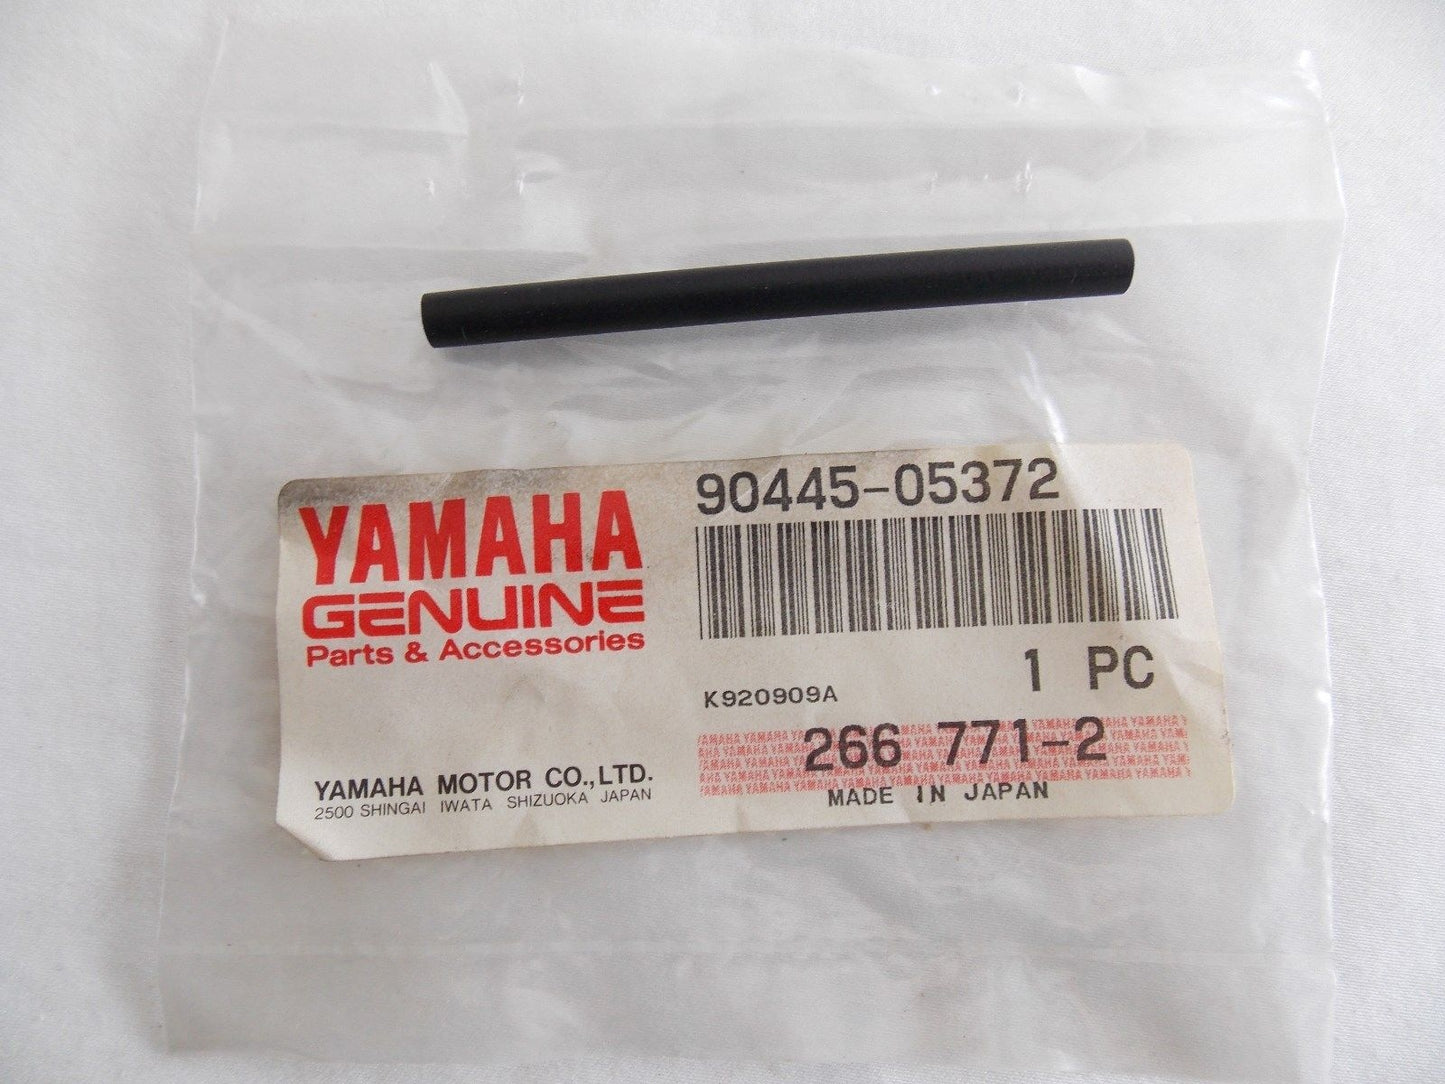 YAMAHA
GENUINE
Parts & Accessories
YAMAHA MOTOR CO.,LTD.
2500 SHINGAI IWATA SHIZUOKA JAPAN
90445-05372
1 PC
K920909A
266 771-2
MADE IN JAPAN